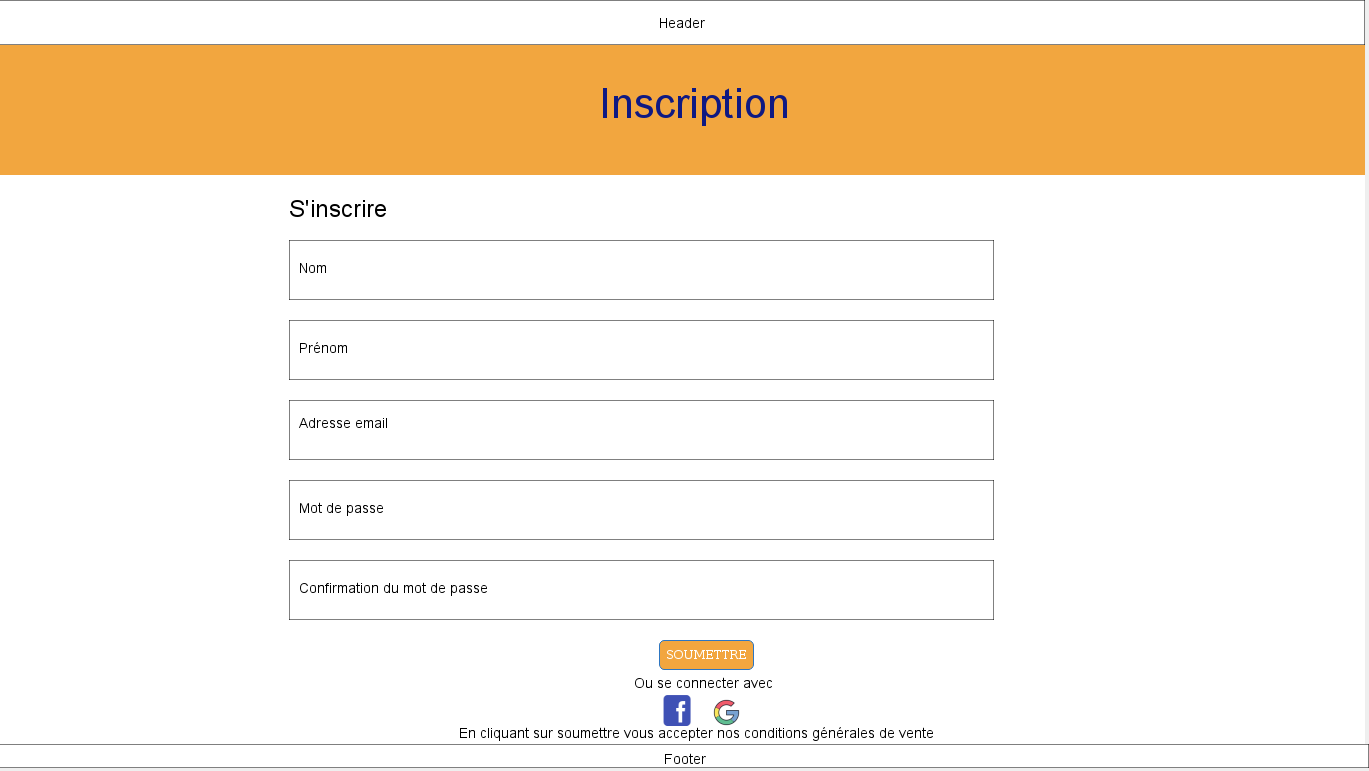 Header
Inscription
S'inscrire
Nom
Prénom
Adresse email
Mot de passe
Confirmation du mot de passe
SOUMETTRE
Ou se connecter avec
f G
En cliquant sur soumettre vous accepter nos conditions générales de vente
Footer